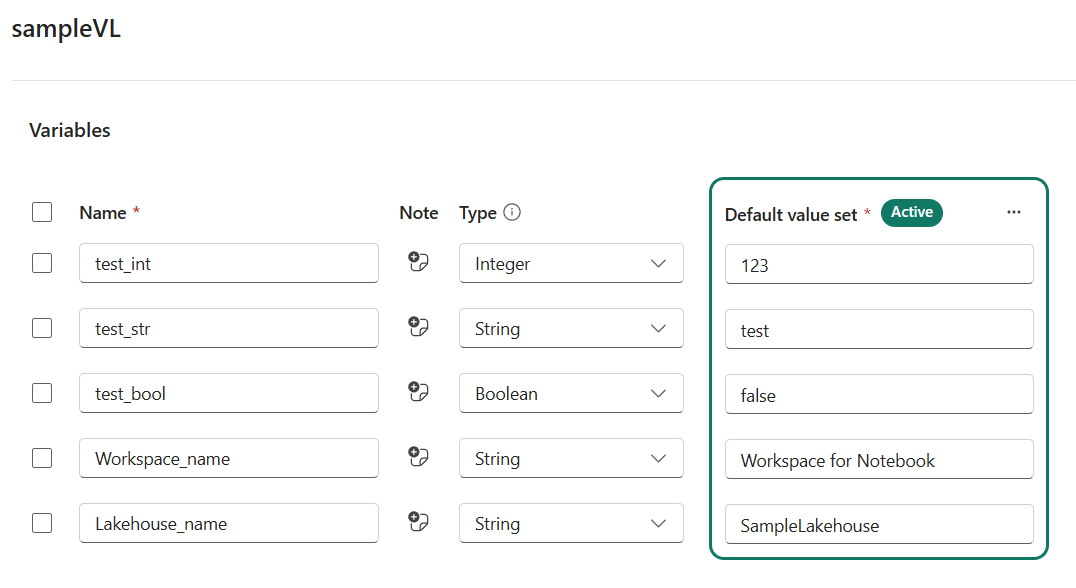 sampleVL
Variables
Name * Note Type Default value set * Active ...
test_int Integer 123
test_str String test
test_bool Boolean false
Workspace_name String Workspace for Notebook
Lakehouse_name String SampleLakehouse